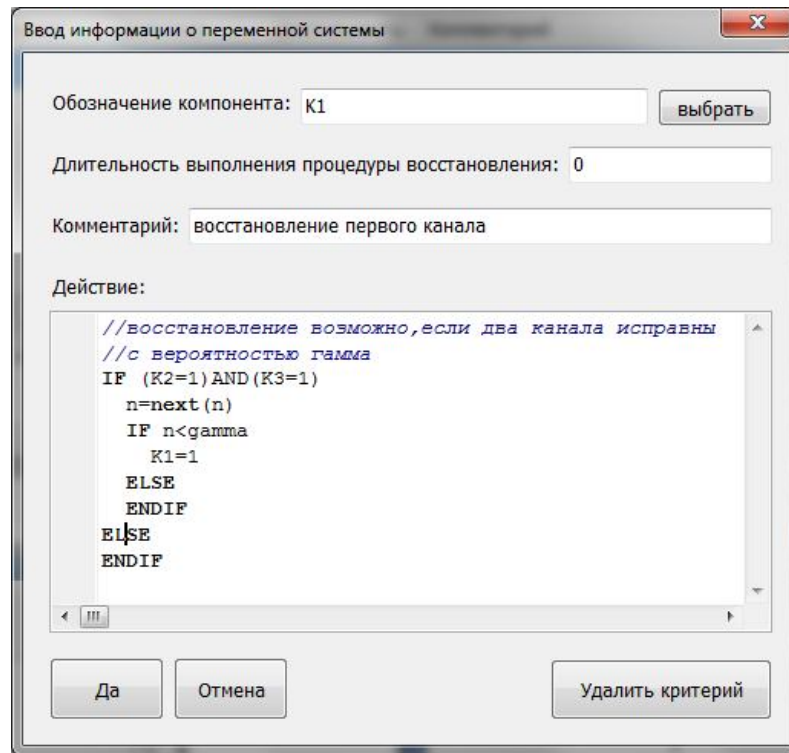 Ввод информации о переменной системы
Обозначение компонента: K1 выбрать
Длительность выполнения процедуры восстановления: 0
Комментарий: восстановление первого канала
Действие:
//восстановление возможно,если два канала исправны
//с вероятностью гамма
IF (K2=1)AND(K3=1)
n=next(n)
IF n<gamma
K1=1
ELSE
ENDIF
ELSE
ENDIF
Да Отмена Удалить критерий